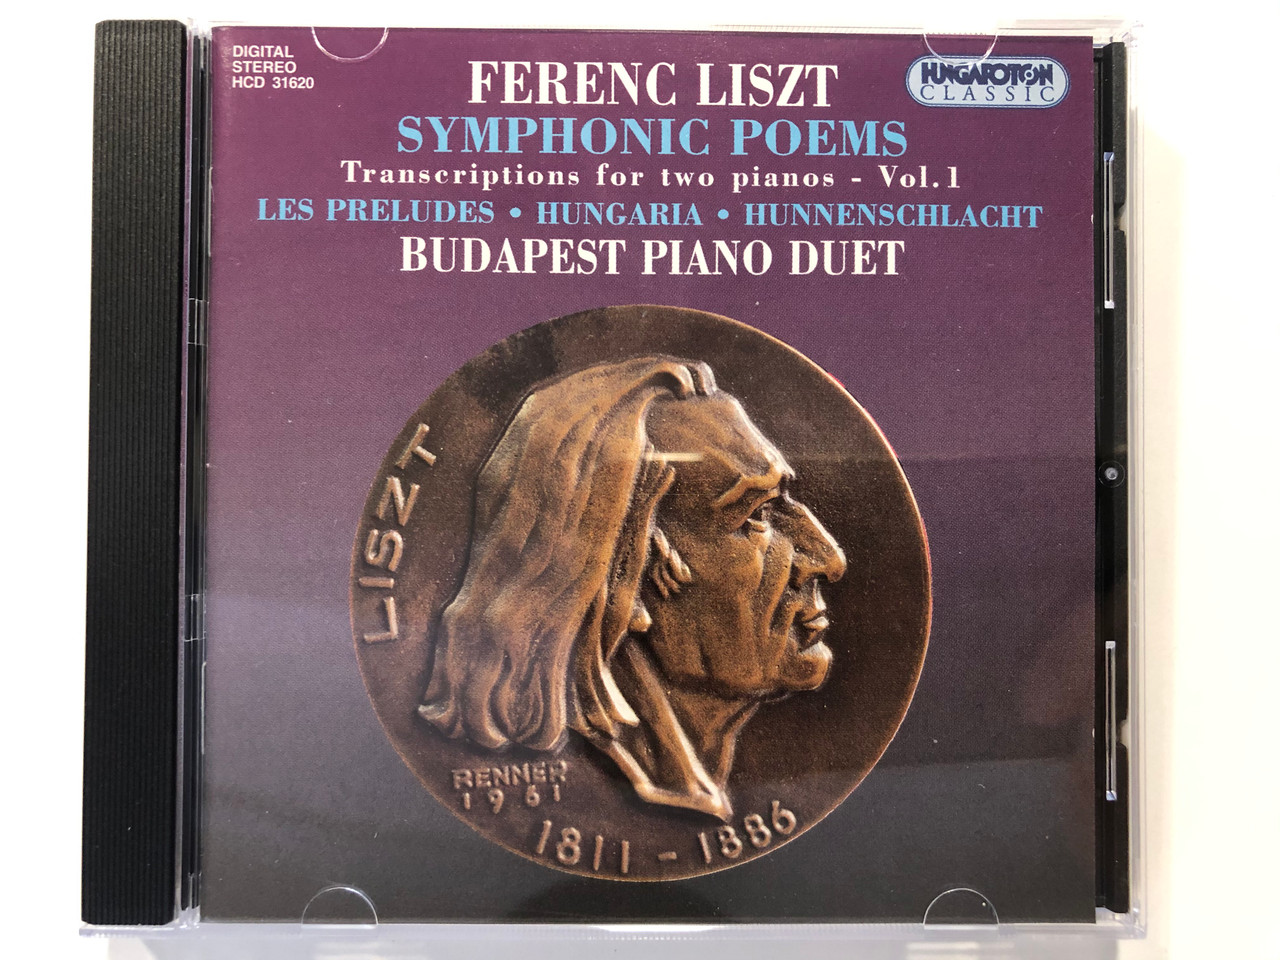 DIGITAL
STEREO
HCD 31620
HUNGAROTON
CLASSIC
FERENC LISZT
SYMPHONIC POEMS
Transcriptions for two pianos - Vol. 1
LES PRELUDES • HUNGARIA • HUNNENSCHLACHT
BUDAPEST PIANO DUET
LISZT
RENNER
1961
1811 - 1886